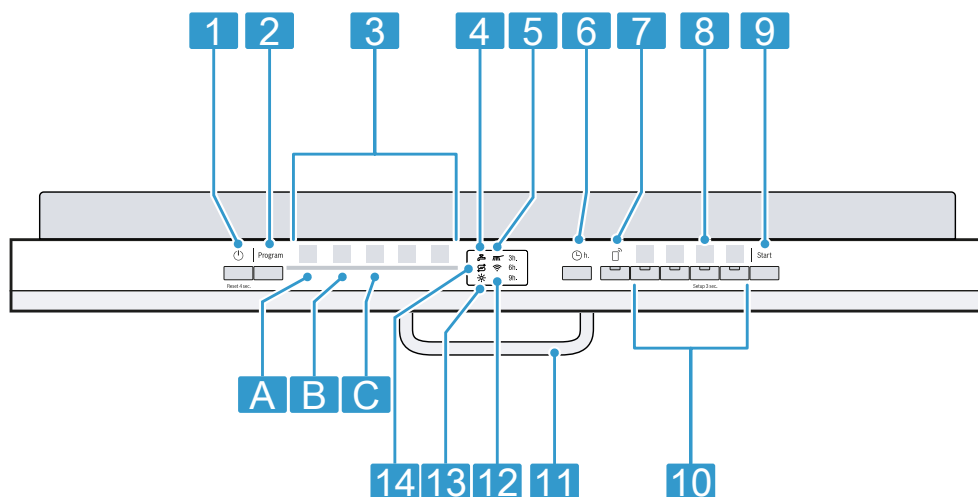 1 2 3 4 5 6 7 8 9
Program 3h. h. Start
6h.
9h.
Reset 4 sec. Setup 3 sec.
A B C
14 13 12 11 10